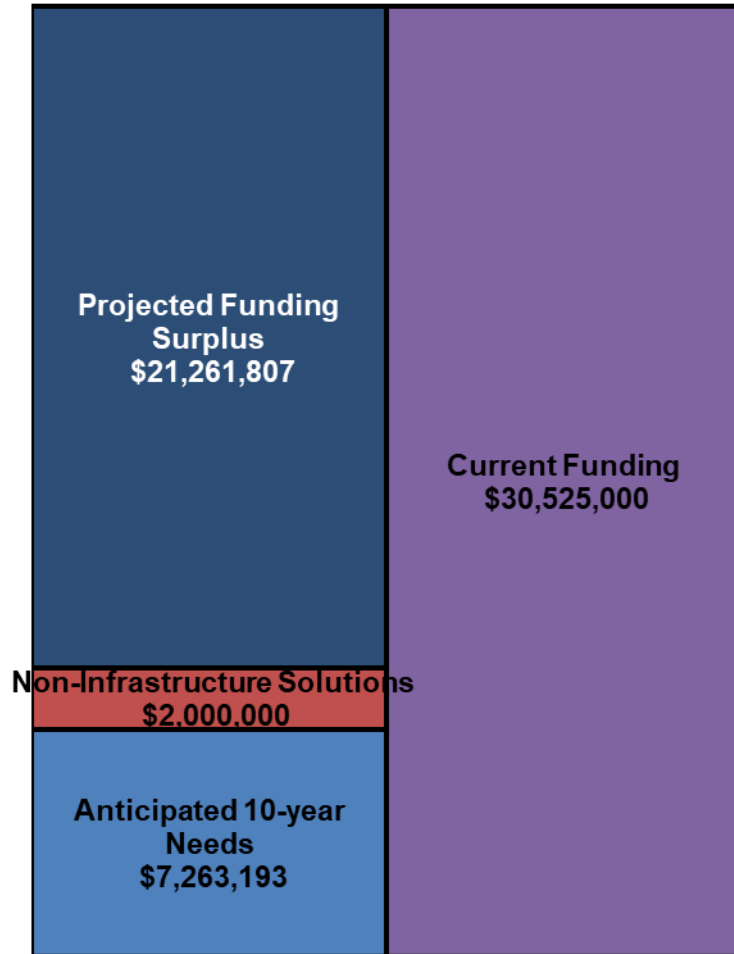 Projected Funding
Surplus
$21,261,807
Current Funding
$30,525,000
Non-Infrastructure Solutions
$2,000,000
Anticipated 10-year
Needs
$7,263,193